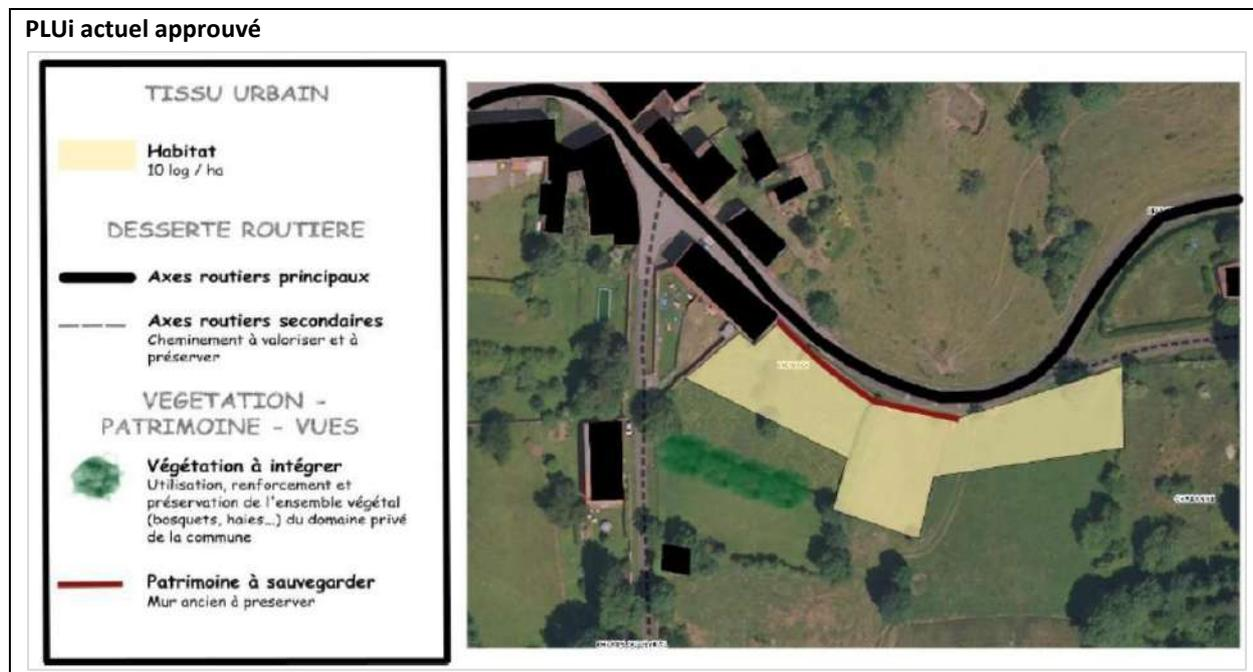 PLUi actuel approuvé
TISSU URBAIN
Habitat
10 log / ha
DESSERTE ROUTIERE
Axes routiers principaux
Axes routiers secondaires
Cheminement à valoriser et à
préserver
VEGETATION -
PATRIMOINE - VUES
Végétation à intégrer
Utilisation, renforcement et
préservation de l'ensemble végétal
(bosquets, haies...) du domaine privé
de la commune
Patrimoine à sauvegarder
Mur ancien à preserver